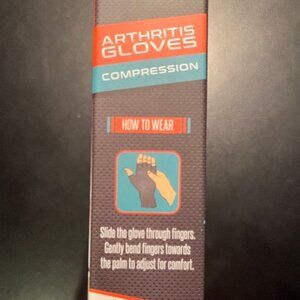 ARTHRITIS
GLOVES
COMPRESSION
HOW TO WEAR
Slide the glove through fingers.
Gently bend fingers towards
the palm to adjust for comfort.